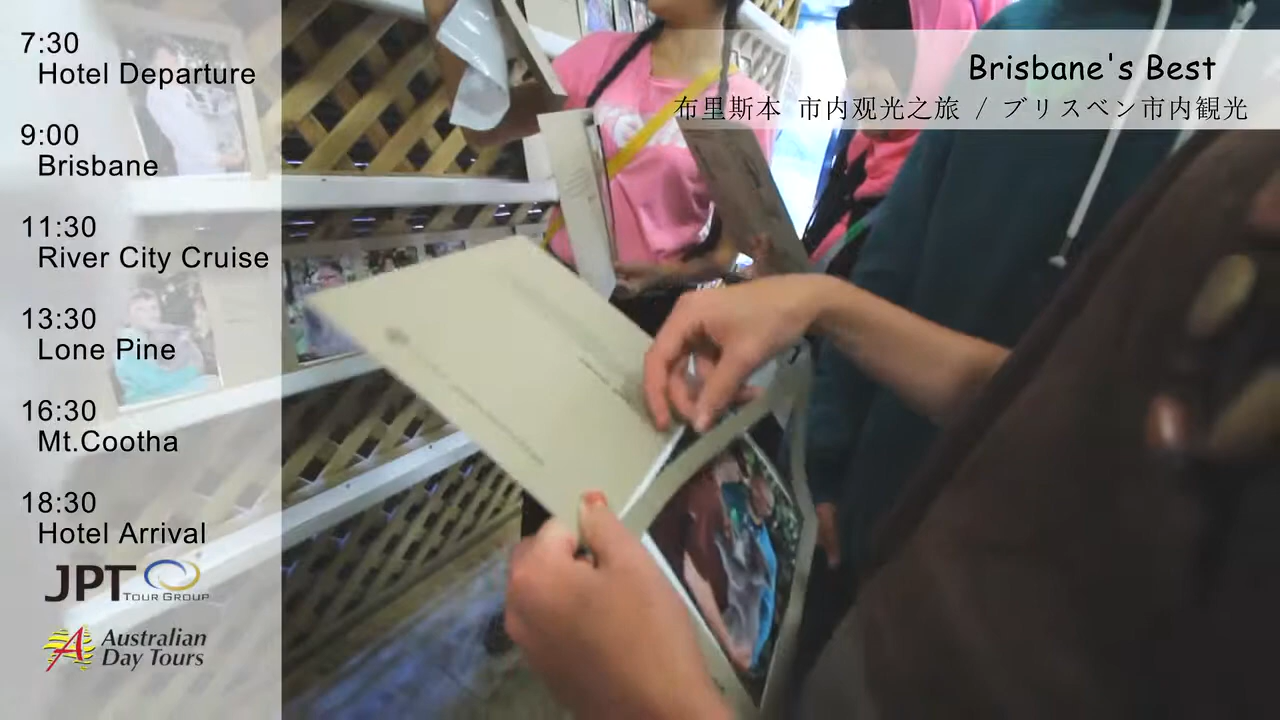 7:30
Hotel Departure
9:00
Brisbane
11:30
River City Cruise
13:30
Lone Pine
16:30
Mt.Cootha
18:30
Hotel Arrival
JPT
TOUR GROUP
Australian
Day Tours
Brisbane's Best
布里斯本 市内观光之旅 / ブリスベン市内観光